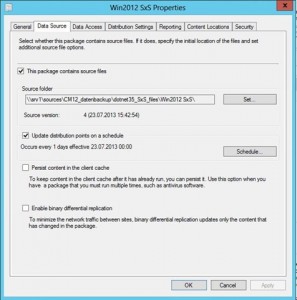 Win2012 SxS Properties
General
Data Source
Data Access
Distribution Settings
Reporting
Content Locations
Security
Select whether this package contains source files. If it does, specify the initial location of the files and set
additional source file options.
This package contains source files
Source folder
\\srv1\sources\CM12_datenbackup\dotnet35_SxS_files\Win2012 SxS\
Set...
Source version:
4 (23.07.2013 15:42:54)
Update distribution points on a schedule
Occurs every 1 days effective 23.07.2013 00:00
Schedule...
Persist content in the client cache
To keep content in the client cache after it has already run, you can persist it. Use this option when you
have a package that you must run multiple times, such as antivirus software.
Enable binary differential replication
To minimize the network traffic between sites, binary differential replication updates only the content that
has changed in the package.
OK
Cancel
Apply